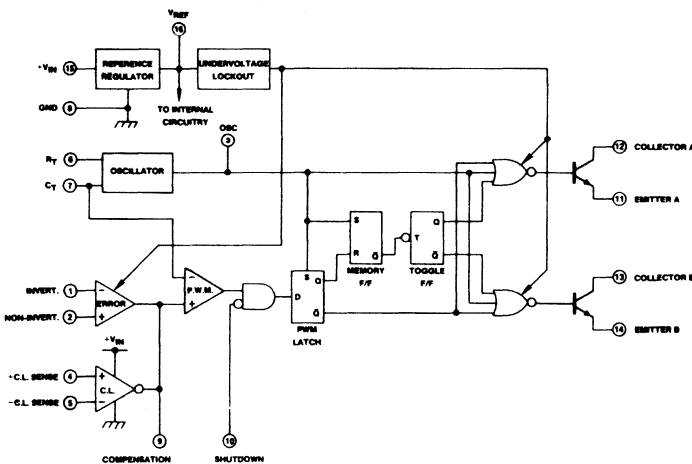 VREF
16
+VIN 15
REFERENCE
REGULATOR
UNDERVOLTAGE
LOCKOUT
GND 8
TO INTERNAL
CIRCUITRY
OSC
3
RT 6
CT 7
OSCILLATOR
12 COLLECTOR A
11 EMITTER A
S
R
Q̄
MEMORY
F/F
T
Q
Q̄
TOGGLE
F/F
INVERT. 1
NON-INVERT. 2
−
ERROR
+
−
P.W.M.
+
S
D
Q
Q̄
PWM
LATCH
13 COLLECTOR B
14 EMITTER B
+VIN
+C.L. SENSE 4
−C.L. SENSE 5
+
C.L.
−
9
COMPENSATION
10
SHUTDOWN